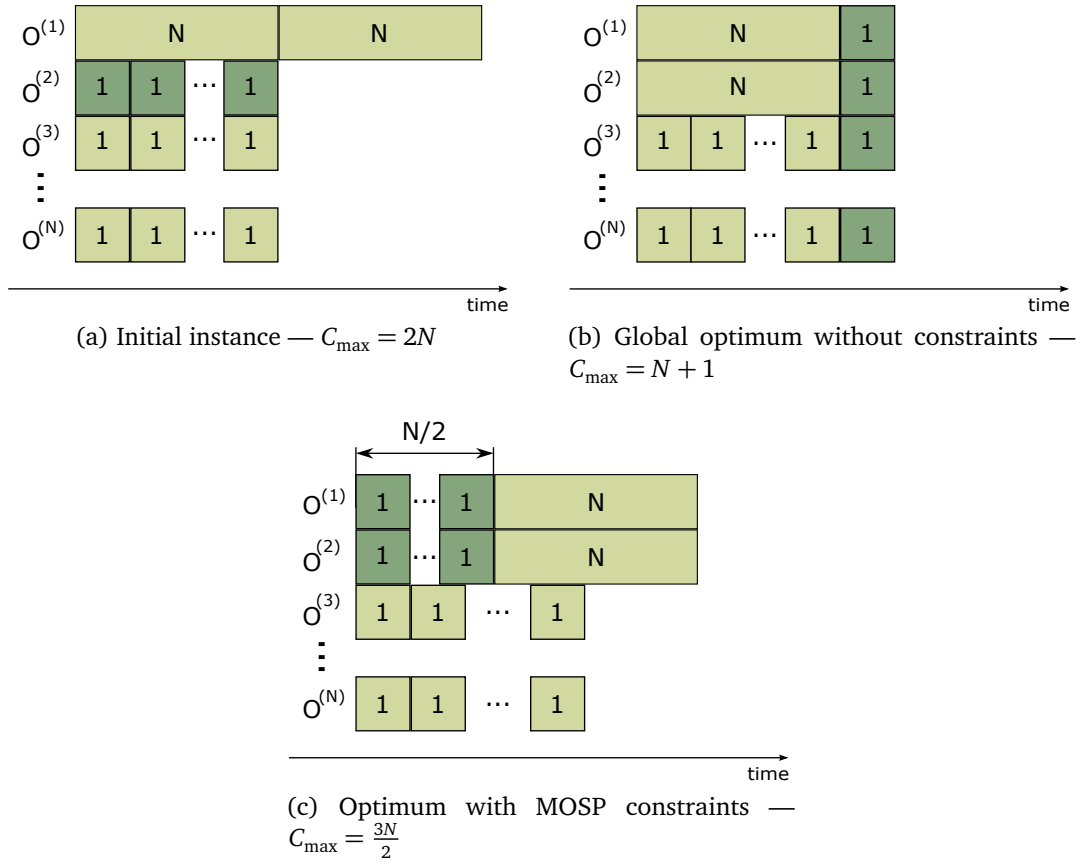 O(1) N N
O(2) 1 1 ... 1
O(3) 1 1 ... 1
O(N) 1 1 ... 1
time
(a) Initial instance — Cmax = 2N
O(1) N 1
O(2) N 1
O(3) 1 1 ... 1 1
O(N) 1 1 ... 1 1
time
(b) Global optimum without constraints —
Cmax = N + 1
N/2
O(1) 1 ... 1 N
O(2) 1 ... 1 N
O(3) 1 1 ... 1
O(N) 1 1 ... 1
time
(c) Optimum with MOSP constraints —
Cmax = 3N/2